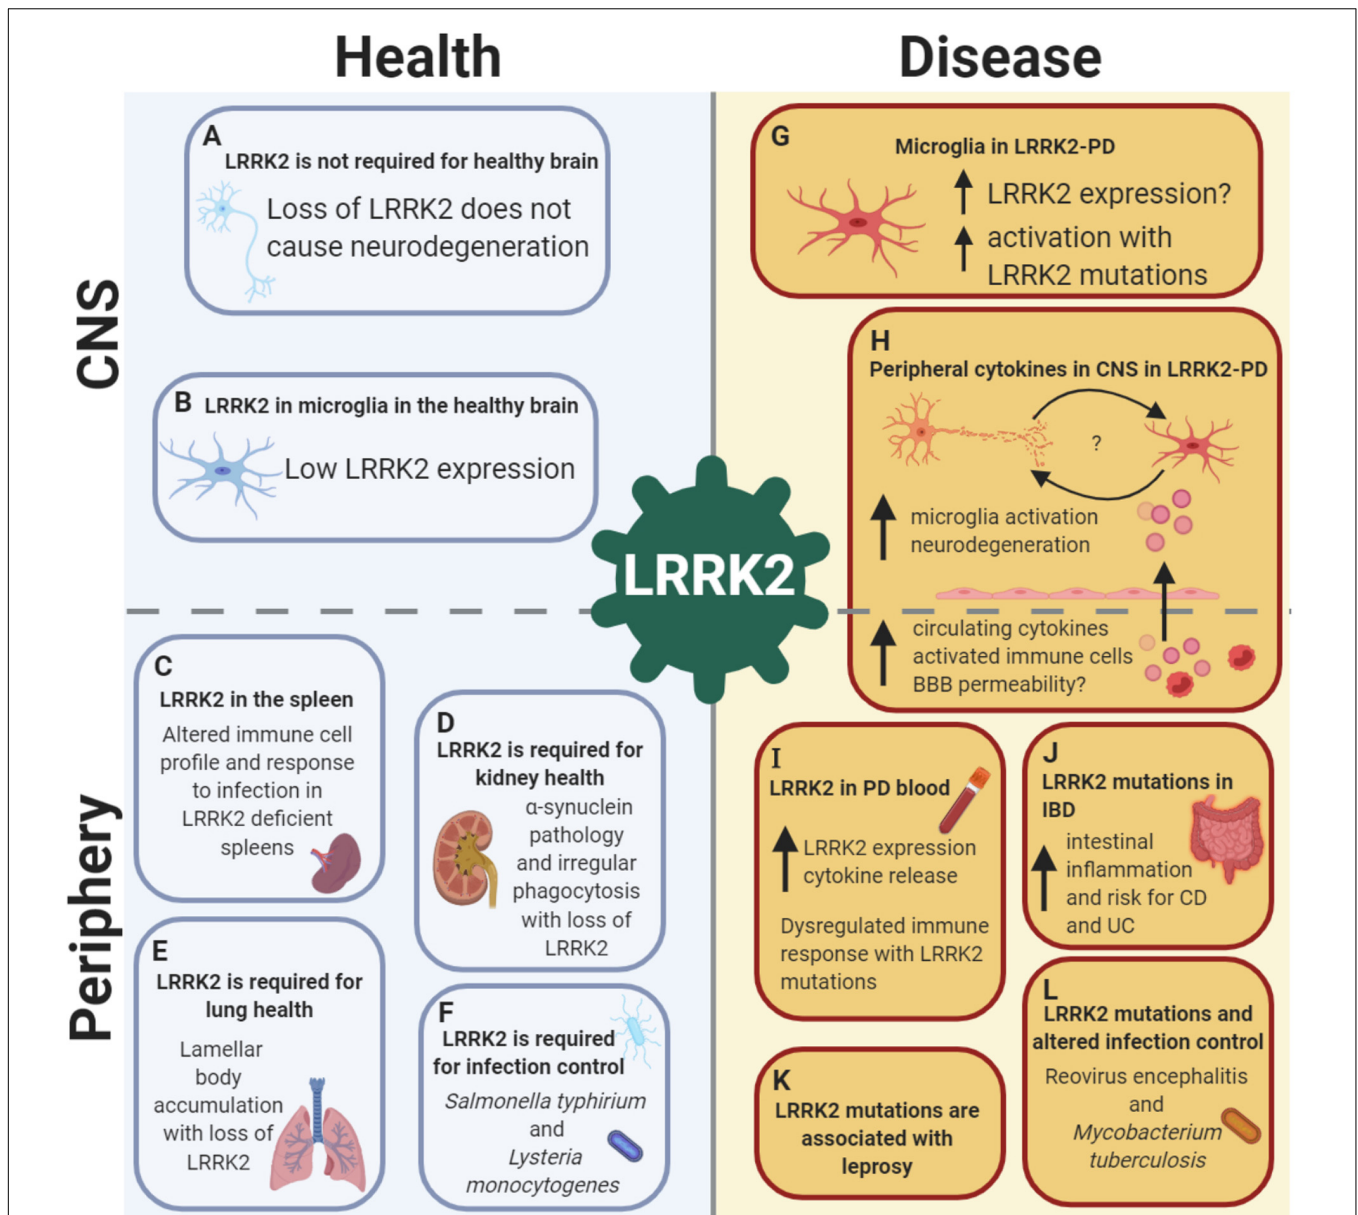 Health
Disease
CNS
Periphery
A
LRRK2 is not required for healthy brain
Loss of LRRK2 does not
cause neurodegeneration
B
LRRK2 in microglia in the healthy brain
Low LRRK2 expression
LRRK2
C
LRRK2 in the spleen
Altered immune cell
profile and response
to infection in
LRRK2 deficient
spleens
D
LRRK2 is required for
kidney health
α-synuclein
pathology
and irregular
phagocytosis
with loss of
LRRK2
E
LRRK2 is required for
lung health
Lamellar
body
accumulation
with loss of
LRRK2
F
LRRK2 is required
for infection control
Salmonella typhirium
and
Lysteria
monocytogenes
G
Microglia in LRRK2-PD
LRRK2 expression?
activation with
LRRK2 mutations
H
Peripheral cytokines in CNS in LRRK2-PD
?
microglia activation
neurodegeneration
circulating cytokines
activated immune cells
BBB permeability?
I
LRRK2 in PD blood
LRRK2 expression
cytokine release
Dysregulated immune
response with LRRK2
mutations
J
LRRK2 mutations in
IBD
intestinal
inflammation
and risk for CD
and UC
K
LRRK2 mutations are
associated with
leprosy
L
LRRK2 mutations and
altered infection control
Reovirus encephalitis
and
Mycobacterium
tuberculosis